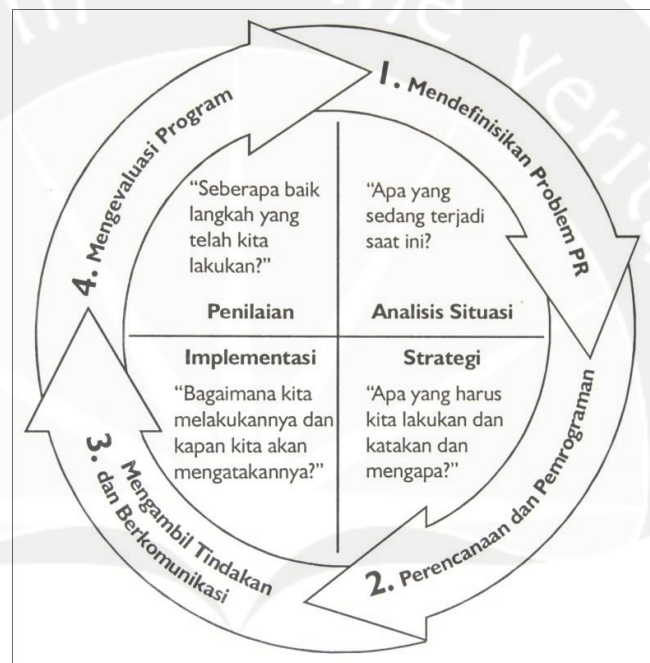 1. Mendefinisikan Problem PR
"Apa yang
sedang terjadi
saat ini?
Analisis Situasi
2. Perencanaan dan Pemrograman
Strategi
"Apa yang harus
kita lakukan dan
katakan dan
mengapa?"
3. Mengambil Tindakan
dan Berkomunikasi
Implementasi
"Bagaimana kita
melakukannya dan
kapan kita akan
mengatakannya?"
4. Mengevaluasi Program
"Seberapa baik
langkah yang
telah kita
lakukan?"
Penilaian